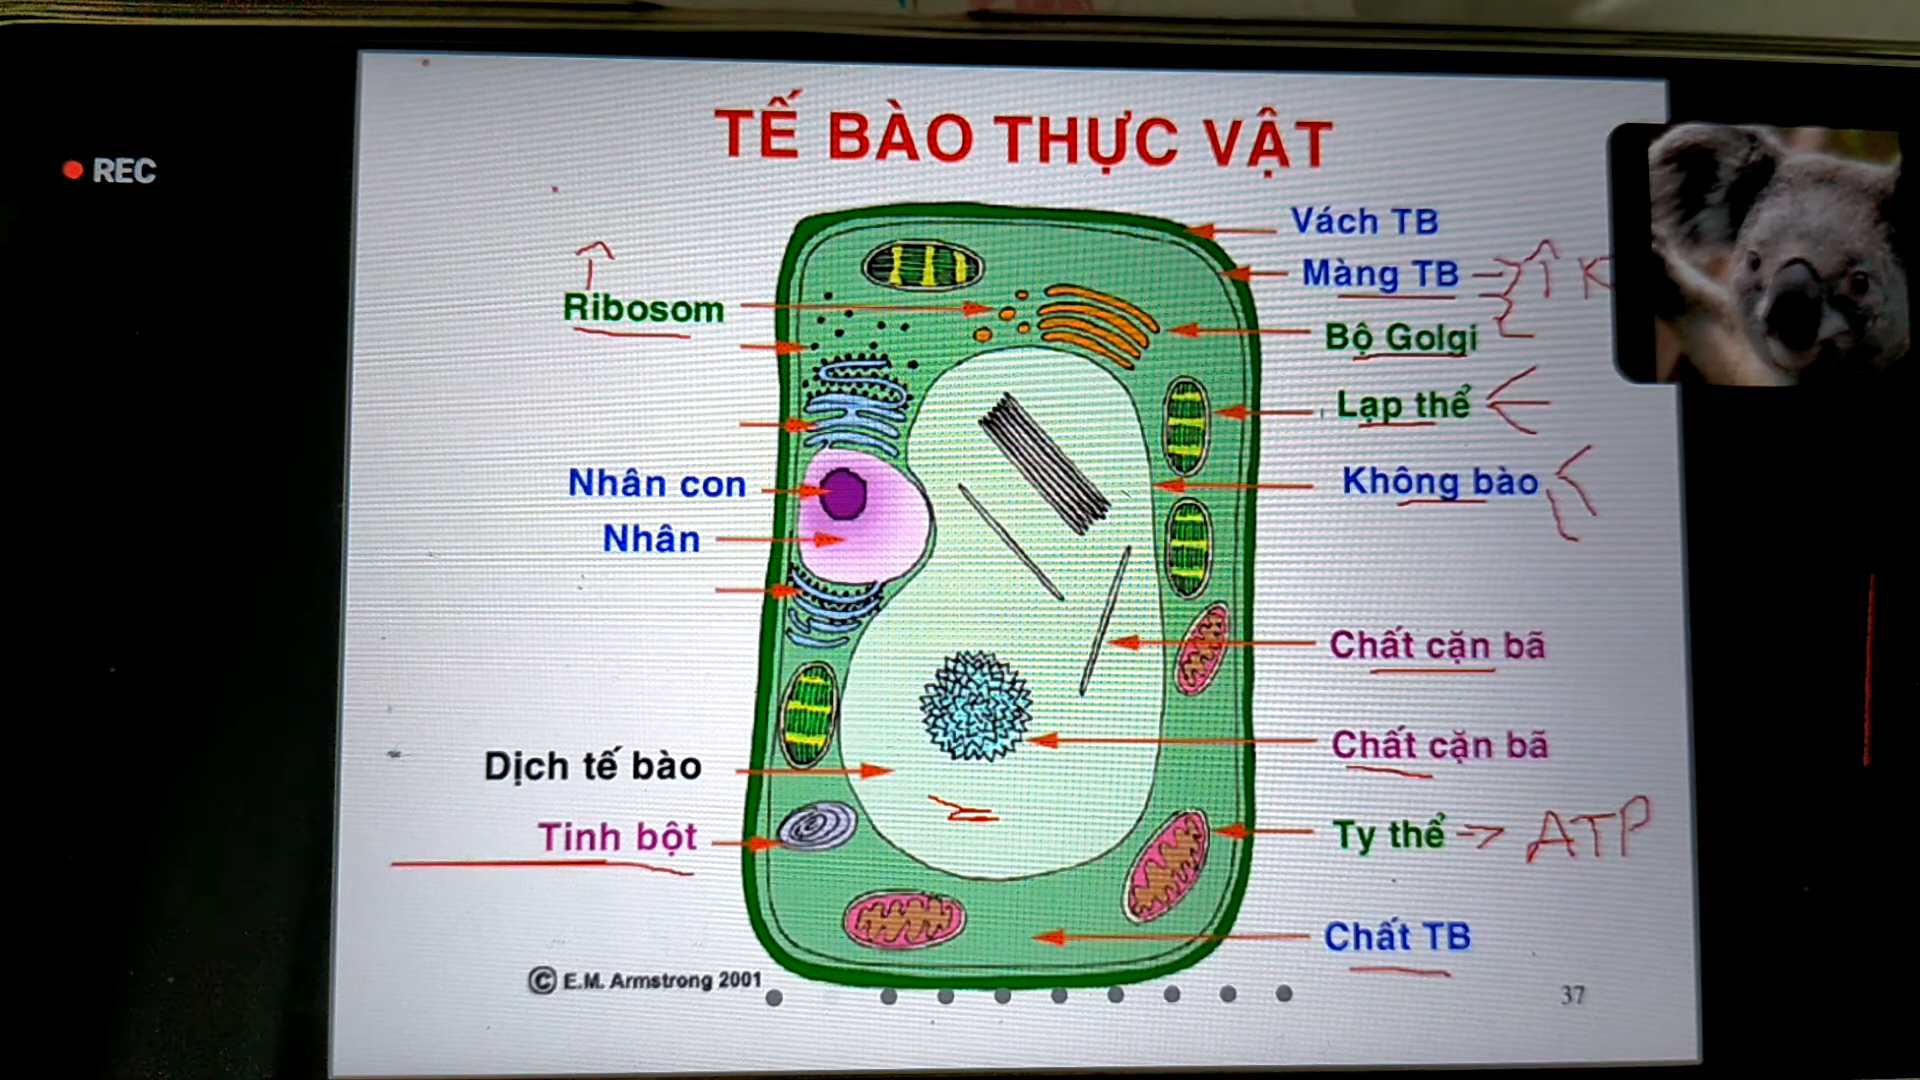 REC
TẾ BÀO THỰC VẬT
Vách TB
Màng TB
Ribosom
Bộ Golgi
Lạp thể
Nhân con
Không bào
Nhân
Chất cặn bã
Chất cặn bã
Dịch tế bào
Tinh bột
Ty thể → ATP
Chất TB
© E.M. Armstrong 2001
37